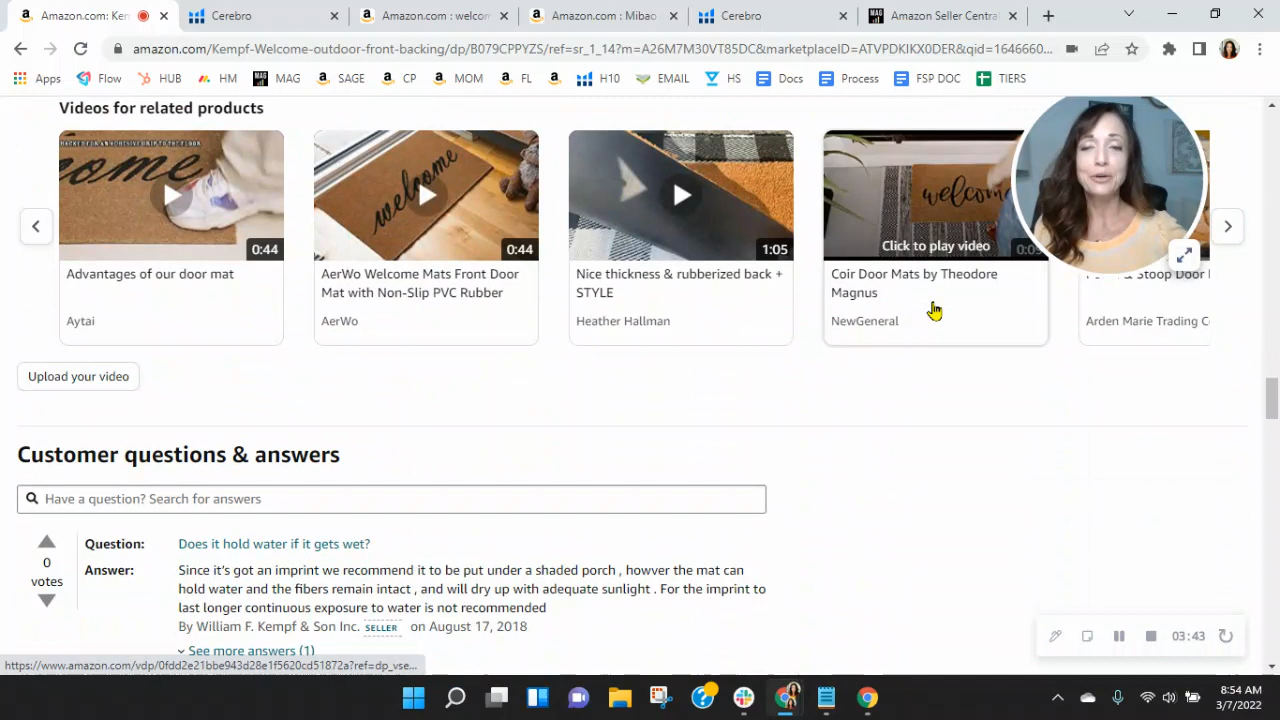 Amazon.com: Kem
Cerebro
Amazon.com : welcom
Amazon.com : Mibao
Cerebro
MAG
Amazon Seller Centra
amazon.com/Kempf-Welcome-outdoor-front-backing/dp/B079CPPYZS/ref=sr_1_14?m=A26M7M30VT85DC&marketplaceID=ATVPDKIKX0DER&qid=1646660...
Apps
Flow
HUB
HM
MAG
SAGE
CP
MOM
FL
H10
EMAIL
HS
Docs
Process
FSP DOC
TIERS
Videos for related products
ome
0:44
welcome
0:44
1:05
welcome
Click to play video
Advantages of our door mat
Aytai
AerWo Welcome Mats Front Door
Mat with Non-Slip PVC Rubber
AerWo
Nice thickness & rubberized back +
STYLE
Heather Hallman
Coir Door Mats by Theodore
Magnus
NewGeneral
& Stoop Door
Arden Marie Trading C
Upload your video
Customer questions & answers
Have a question? Search for answers
0
votes
Question:
Does it hold water if it gets wet?
Answer:
Since it's got an imprint we recommend it to be put under a shaded porch , howver the mat can
hold water and the fibers remain intact , and will dry up with adequate sunlight . For the imprint to
last longer continuous exposure to water is not recommended
By William F. Kempf & Son Inc. SELLER on August 17, 2018
See more answers (1)
03:43
https://www.amazon.com/vdp/0fdd2e21bbe943d28e1f5620cd51872a?ref=dp_vse...
8:54 AM
3/7/2022